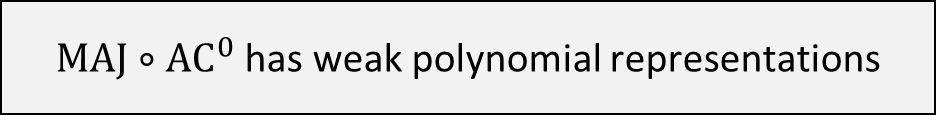 MAJ ∘ AC⁰ has weak polynomial representations